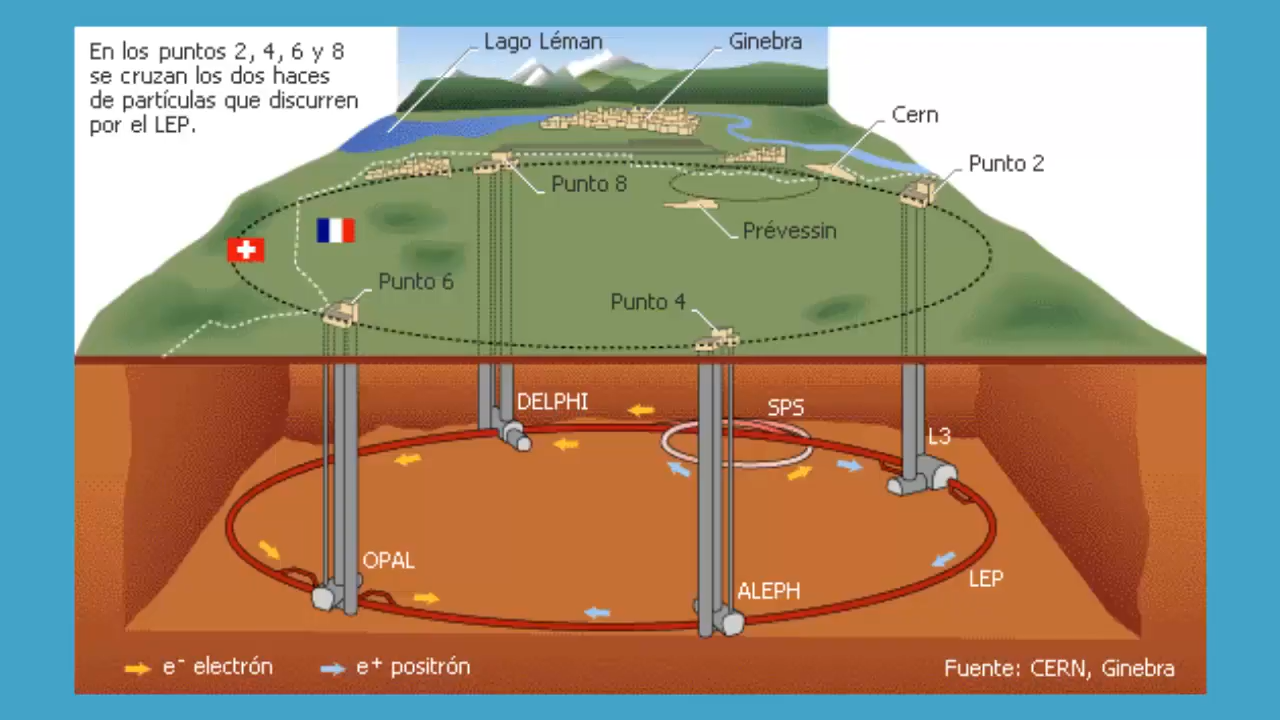 En los puntos 2, 4, 6 y 8
se cruzan los dos haces
de partículas que discurren
por el LEP.
Lago Léman
Ginebra
Cern
Punto 2
Punto 8
Prévessin
Punto 6
Punto 4
DELPHI
SPS
L3
OPAL
LEP
ALEPH
e⁻ electrón
e⁺ positrón
Fuente: CERN, Ginebra